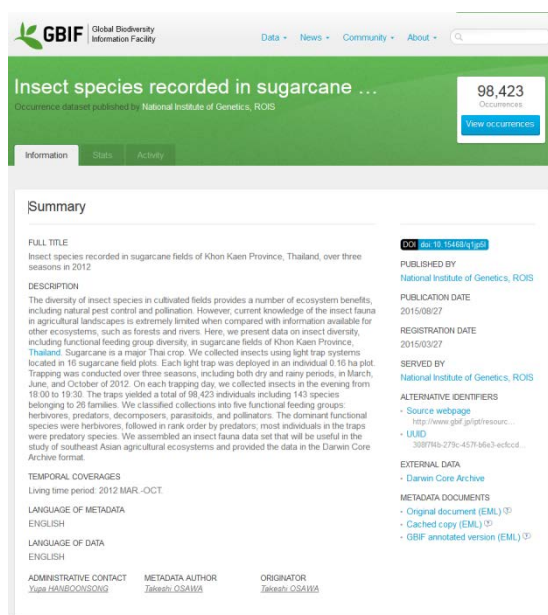 GBIF
Global Biodiversity
Information Facility
Data
News
Community
About
Insect species recorded in sugarcane ...
Occurrence dataset published by National Institute of Genetics, ROIS
98,423
Occurrences
View occurrences
Information
Stats
Activity
Summary
FULL TITLE
Insect species recorded in sugarcane fields of Khon Kaen Province, Thailand, over three
seasons in 2012
DESCRIPTION
The diversity of insect species in cultivated fields provides a number of ecosystem benefits,
including natural pest control and pollination. However, current knowledge of the insect fauna
in agricultural landscapes is extremely limited when compared with information available for
other ecosystems, such as forests and rivers. Here, we present data on insect diversity,
including functional feeding group diversity, in sugarcane fields of Khon Kaen Province,
Thailand. Sugarcane is a major Thai crop. We collected insects using light trap systems
located in 16 sugarcane field plots. Each light trap was deployed in an individual 0.16 ha plot.
Trapping was conducted over three seasons, including both dry and rainy periods, in March,
June, and October of 2012. On each trapping day, we collected insects in the evening from
18:00 to 19:30. The traps yielded a total of 98,423 individuals including 143 species
belonging to 26 families. We classified collections into five functional feeding groups:
herbivores, predators, decomposers, parasitoids, and pollinators. The dominant functional
species were herbivores, followed in rank order by predators; most individuals in the traps
were predatory species. We assembled an insect fauna data set that will be useful in the
study of southeast Asian agricultural ecosystems and provided the data in the Darwin Core
Archive format.
TEMPORAL COVERAGES
Living time period: 2012 MAR.-OCT.
LANGUAGE OF METADATA
ENGLISH
LANGUAGE OF DATA
ENGLISH
ADMINISTRATIVE CONTACT
Yupa HANBOONSONG
METADATA AUTHOR
Takeshi OSAWA
ORIGINATOR
Takeshi OSAWA
DOI doi:10.15468/q1jp5l
PUBLISHED BY
National Institute of Genetics, ROIS
PUBLICATION DATE
2015/08/27
REGISTRATION DATE
2015/03/27
SERVED BY
National Institute of Genetics, ROIS
ALTERNATIVE IDENTIFIERS
Source webpage
http://www.gbif.jp/ipt/resourc...
UUID
EXTERNAL DATA
Darwin Core Archive
METADATA DOCUMENTS
Original document (EML)
Cached copy (EML)
GBIF annotated version (EML)